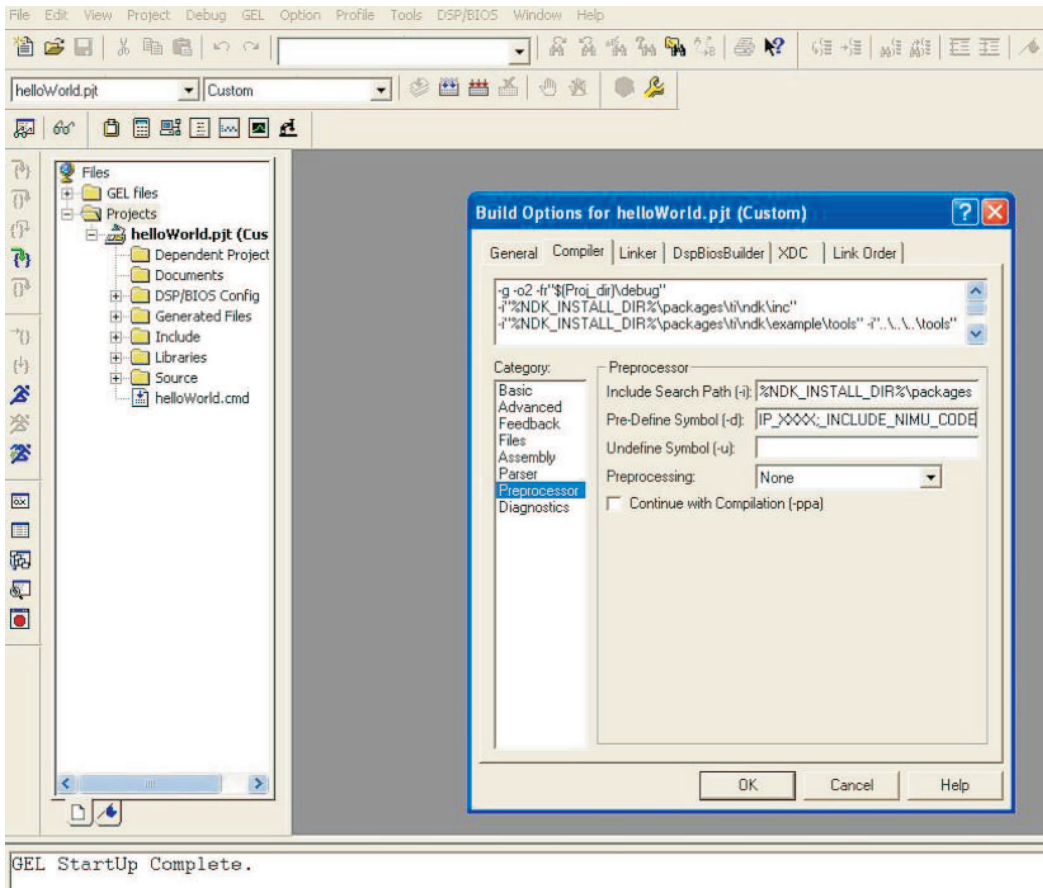 File Edit View Project Debug GEL Option Profile Tools DSP/BIOS Window Help
helloWorld.pjt Custom
Files
GEL files
Projects
helloWorld.pjt (Cus
Dependent Project
Documents
DSP/BIOS Config
Generated Files
Include
Libraries
Source
helloWorld.cmd
Build Options for helloWorld.pjt (Custom)
General Compiler Linker DspBiosBuilder XDC Link Order
-g -o2 -fr"$(Proj_dir)\debug"
-i"%NDK_INSTALL_DIR%\packages\ti\ndk\inc"
-i"%NDK_INSTALL_DIR%\packages\ti\ndk\example\tools" -i"..\..\..\tools"
Category:
Basic
Advanced
Feedback
Files
Assembly
Parser
Preprocessor
Diagnostics
Preprocessor
Include Search Path (-i): %NDK_INSTALL_DIR%\packages
Pre-Define Symbol (-d): IP_XXXX;_INCLUDE_NIMU_CODE
Undefine Symbol (-u):
Preprocessing: None
Continue with Compilation (-ppa)
OK Cancel Help
GEL StartUp Complete.